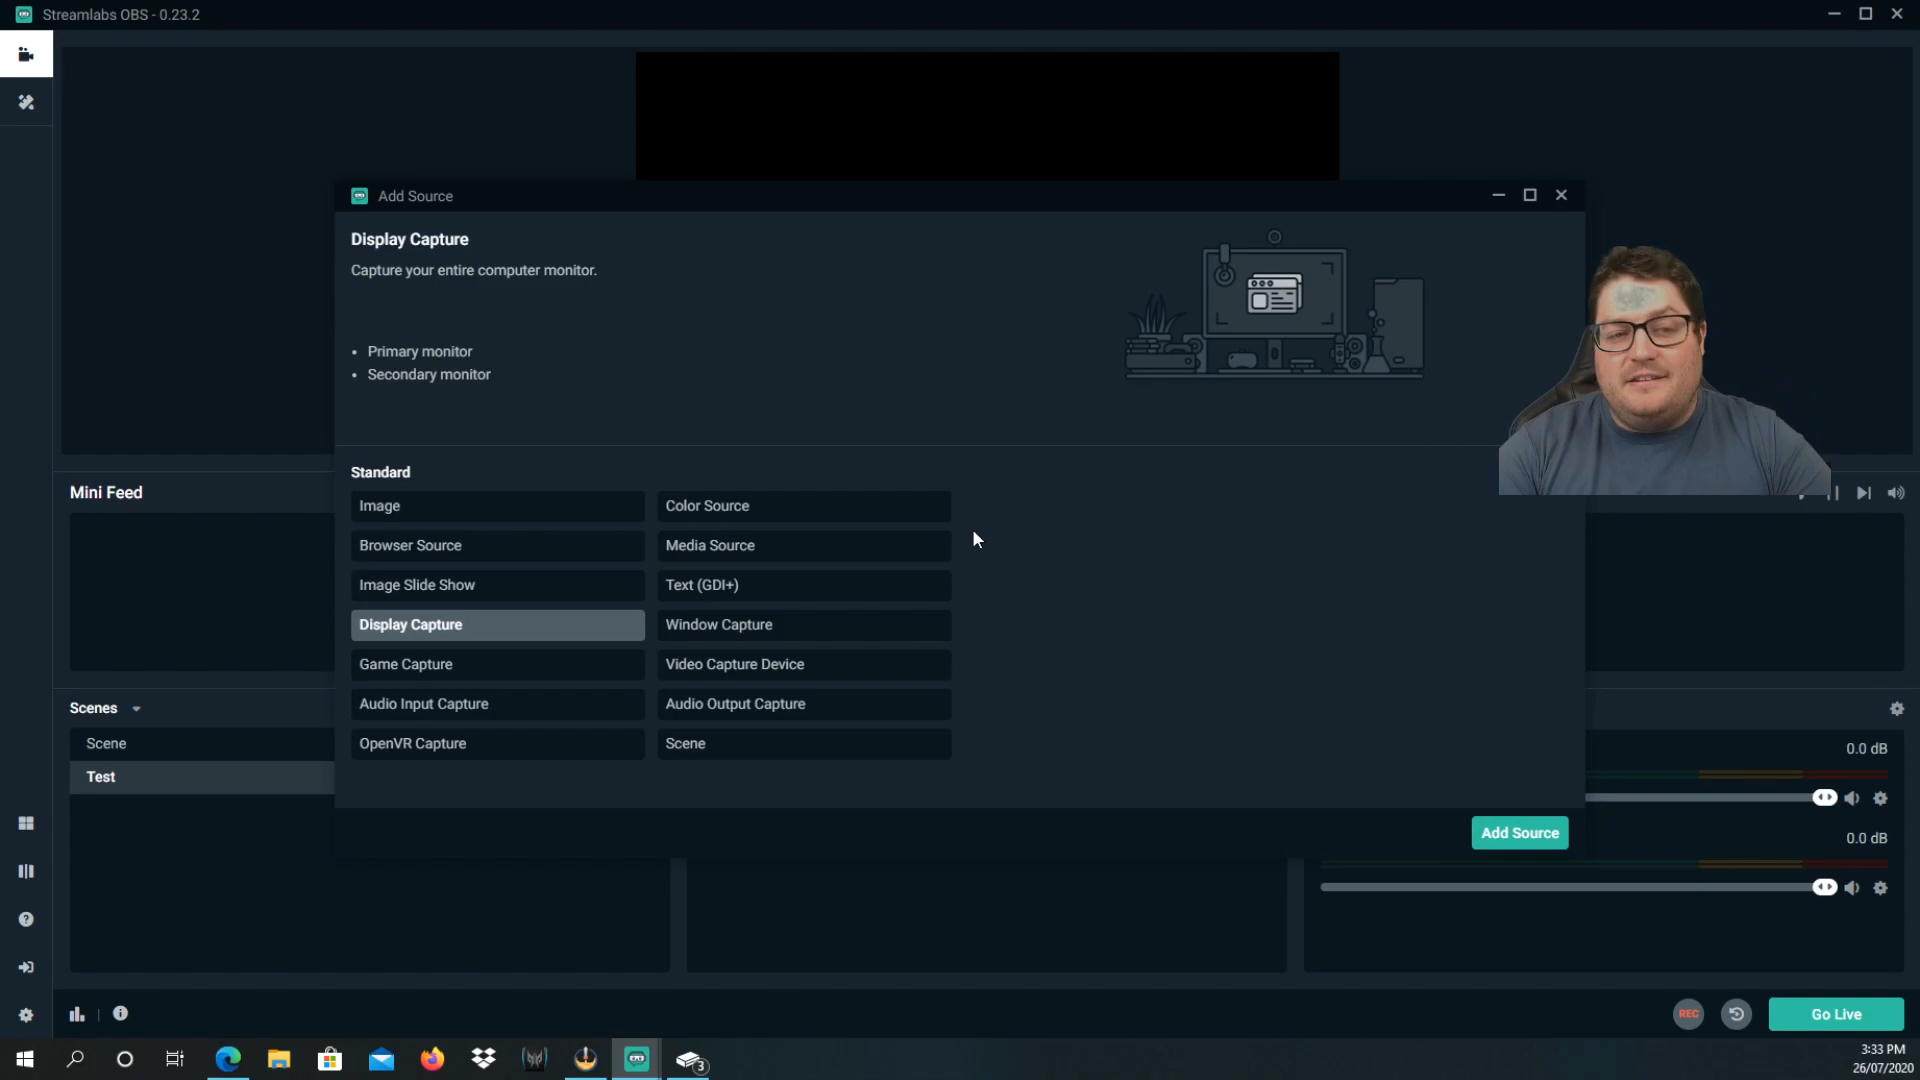 Streamlabs OBS - 0.23.2
Add Source
Display Capture
Capture your entire computer monitor.
• Primary monitor
• Secondary monitor
Standard
Image
Color Source
Browser Source
Media Source
Image Slide Show
Text (GDI+)
Display Capture
Window Capture
Game Capture
Video Capture Device
Audio Input Capture
Audio Output Capture
OpenVR Capture
Scene
Add Source
Mini Feed
Scenes
Scene
Test
0.0 dB
0.0 dB
REC
Go Live
3
3:33 PM
26/07/2020